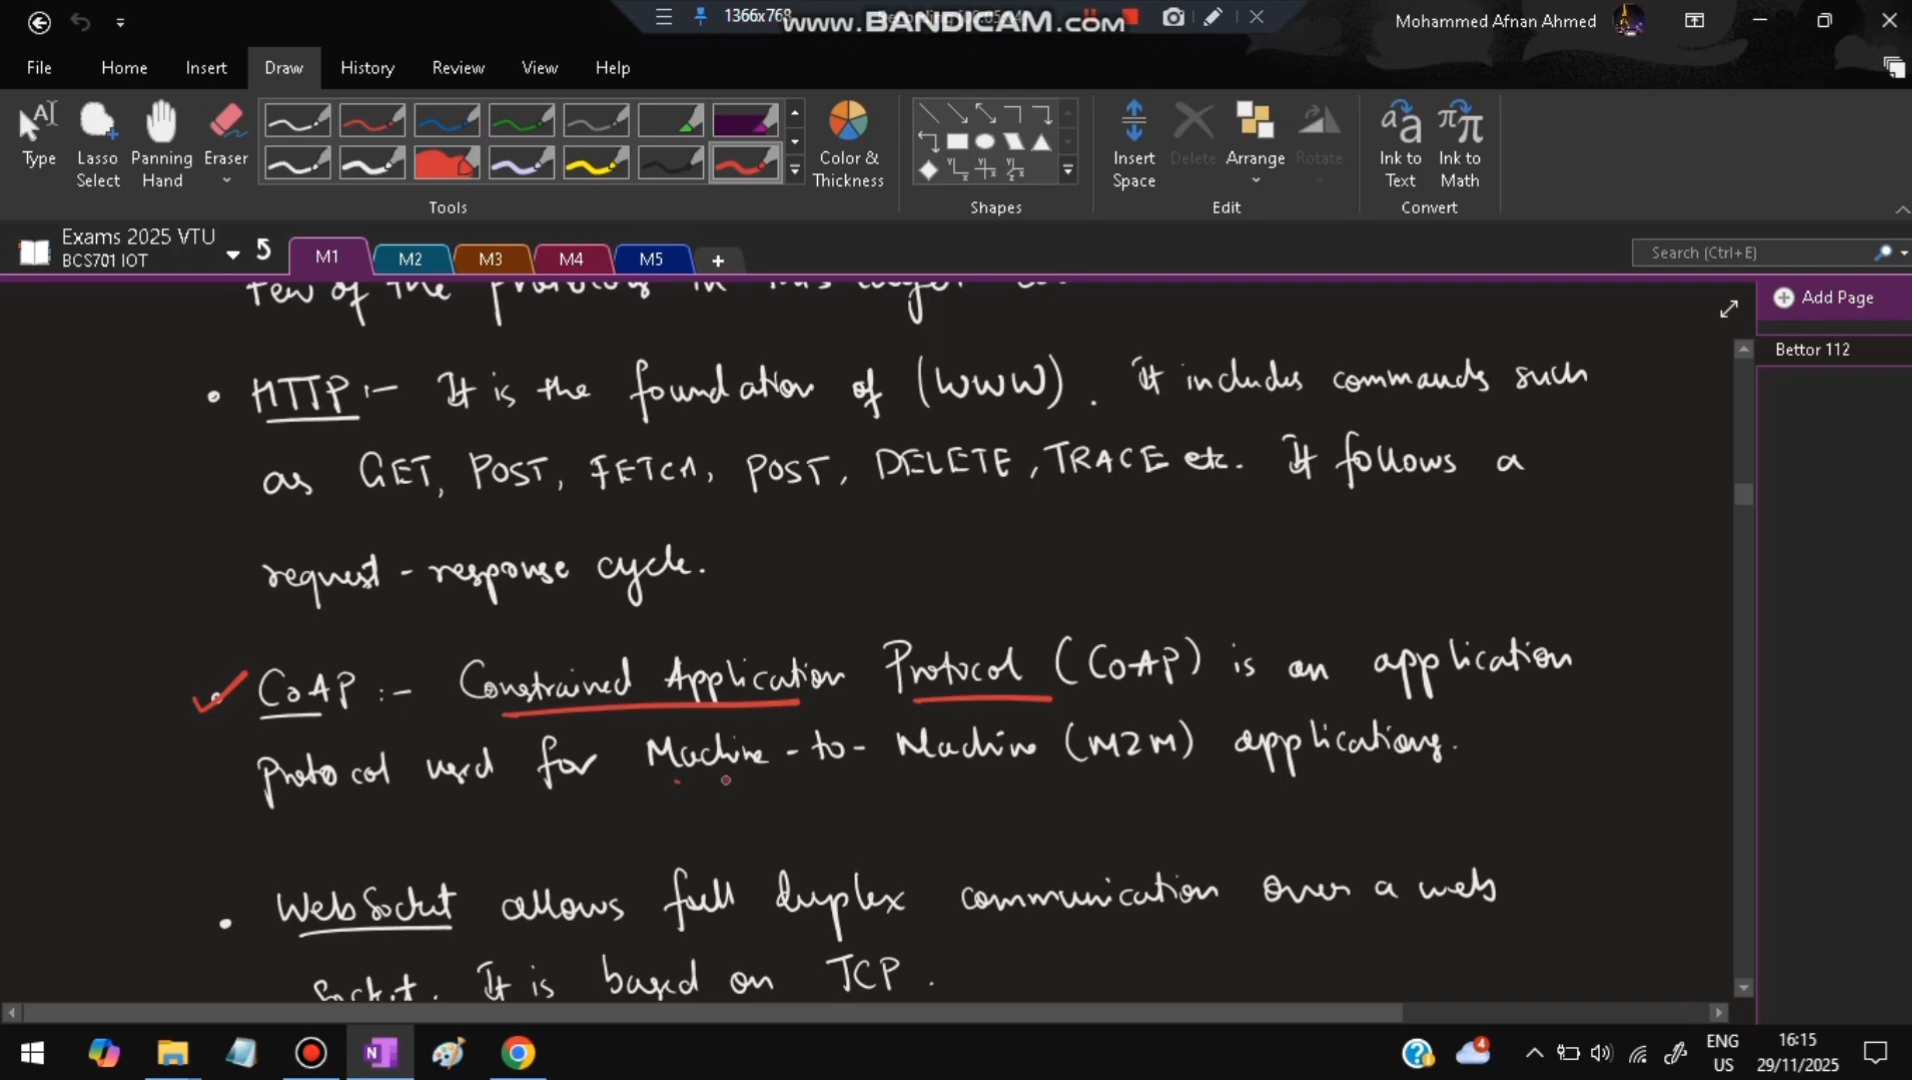 1366x768
www.BANDICAM.com
Mohammed Afnan Ahmed
File Home Insert Draw History Review View Help
Type
Lasso Select
Panning Hand
Eraser
Color & Thickness
Insert Space
Delete
Arrange
Rotate
Ink to Text
Ink to Math
Tools
Shapes
Edit
Convert
Exams 2025 VTU
BCS701 IOT
M1 M2 M3 M4 M5 +
Search (Ctrl+E)
Add Page
Bettor 112
few of the
• HTTP :- It is the foundation of (WWW). It includes commands such
as GET, POST, FETCH, POST, DELETE, TRACE etc. It follows a
request - response cycle.
• CoAP :- Constrained Application Protocol (CoAP) is an application
protocol used for Machine - to - Machine (M2M) applications.
• WebSocket allows full duplex communication over a web
socket. It is based on TCP.
4
ENG
US
16:15
29/11/2025